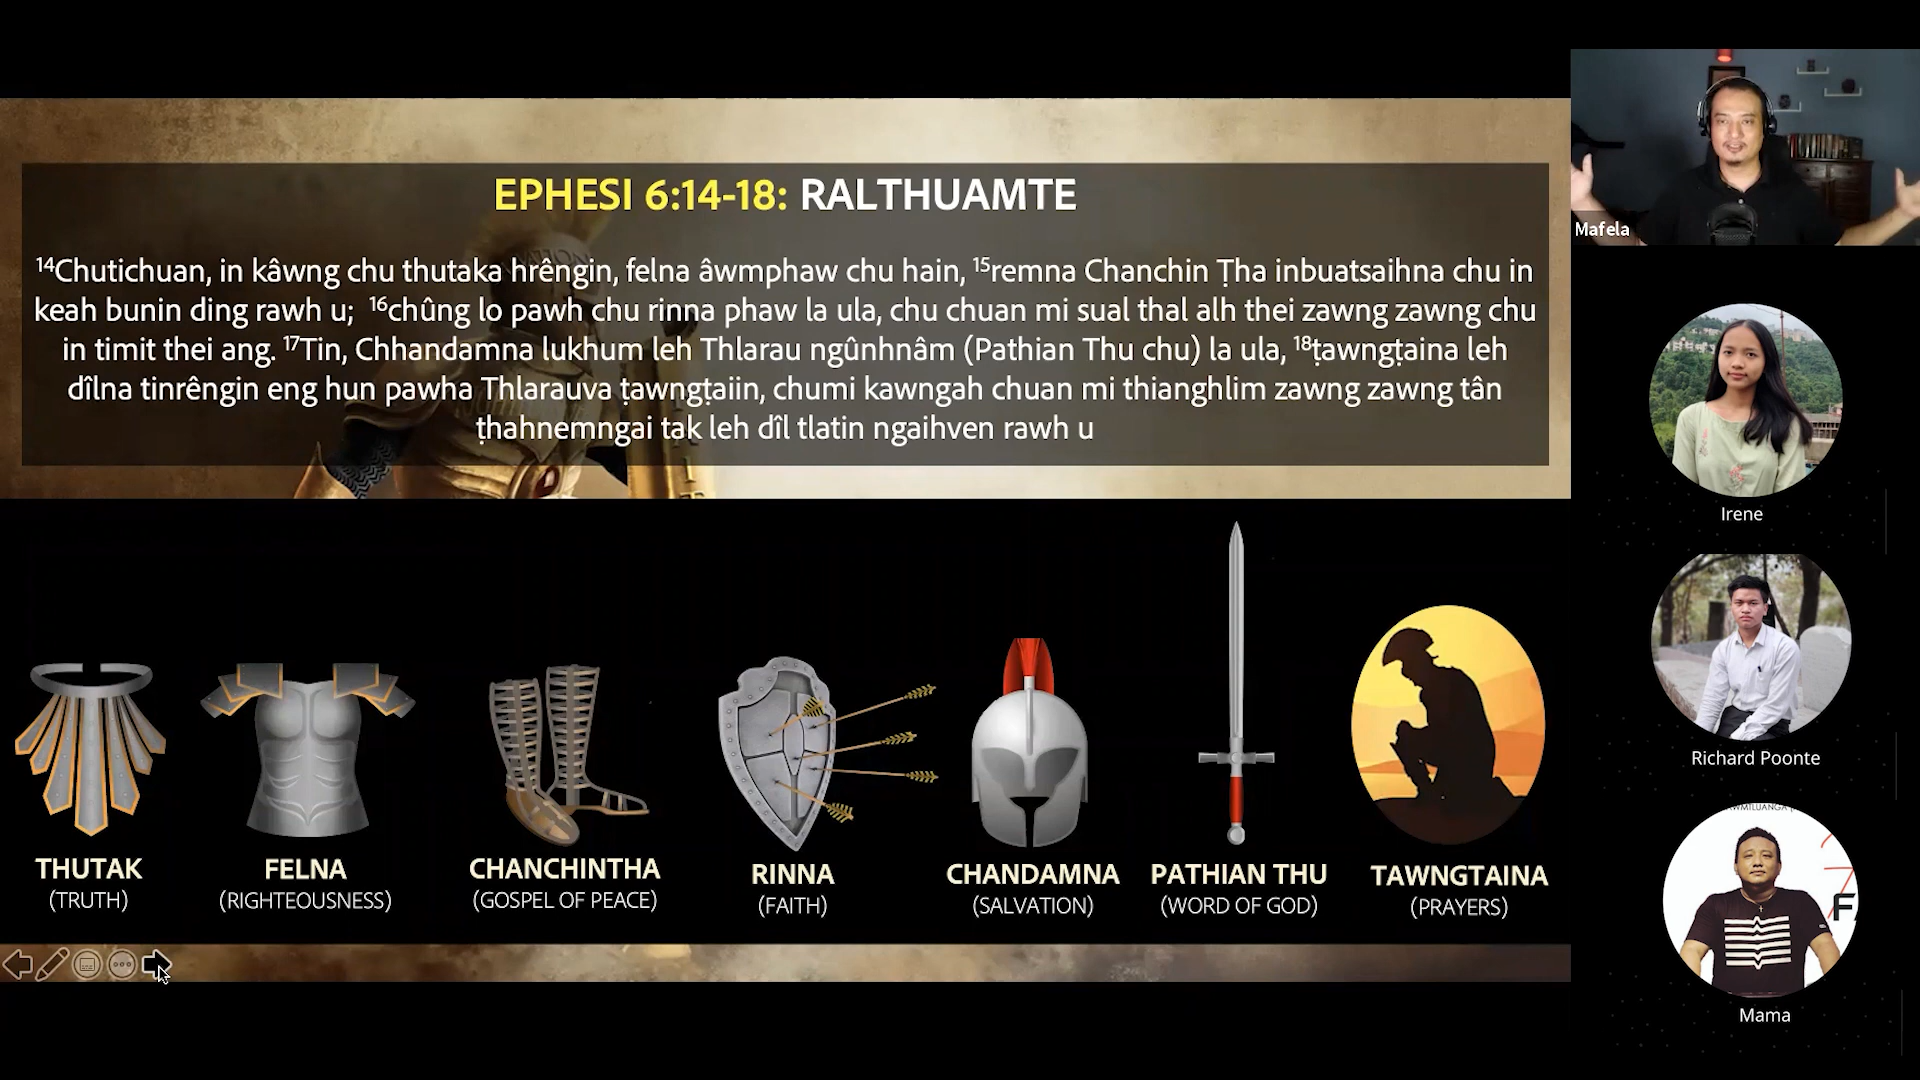 EPHESI 6:14-18: RALTHUAMTE
¹⁴Chutichuan, in kâwng chu thutaka hrêngin, felna âwmphaw chu hain, ¹⁵remna Chanchin Ṭha inbuatsaihna chu in
keah bunin ding rawh u; ¹⁶chûng lo pawh chu rinna phaw la ula, chu chuan mi sual thal alh thei zawng zawng chu
in timit thei ang. ¹⁷Tin, Chhandamna lukhum leh Thlarau ngûnhnâm (Pathian Thu chu) la ula, ¹⁸ṭawngṭaina leh
dîlna tinrêngin eng hun pawha Thlarauva ṭawngṭaiin, chumi kawngah chuan mi thianghlim zawng zawng tân
ṭhahnemngai tak leh dîl tlatin ngaihven rawh u
THUTAK
(TRUTH)
FELNA
(RIGHTEOUSNESS)
CHANCHINTHA
(GOSPEL OF PEACE)
RINNA
(FAITH)
CHANDAMNA
(SALVATION)
PATHIAN THU
(WORD OF GOD)
TAWNGTAINA
(PRAYERS)
Mafela
Irene
Richard Poonte
Mama